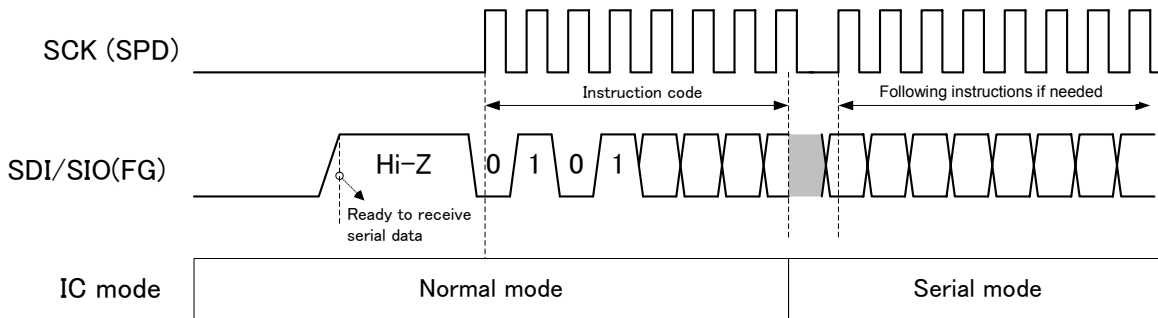 SCK (SPD)
Instruction code
Following instructions if needed
SDI/SIO(FG)
Hi-Z
0 1 0 1
Ready to receive
serial data
IC mode
Normal mode
Serial mode